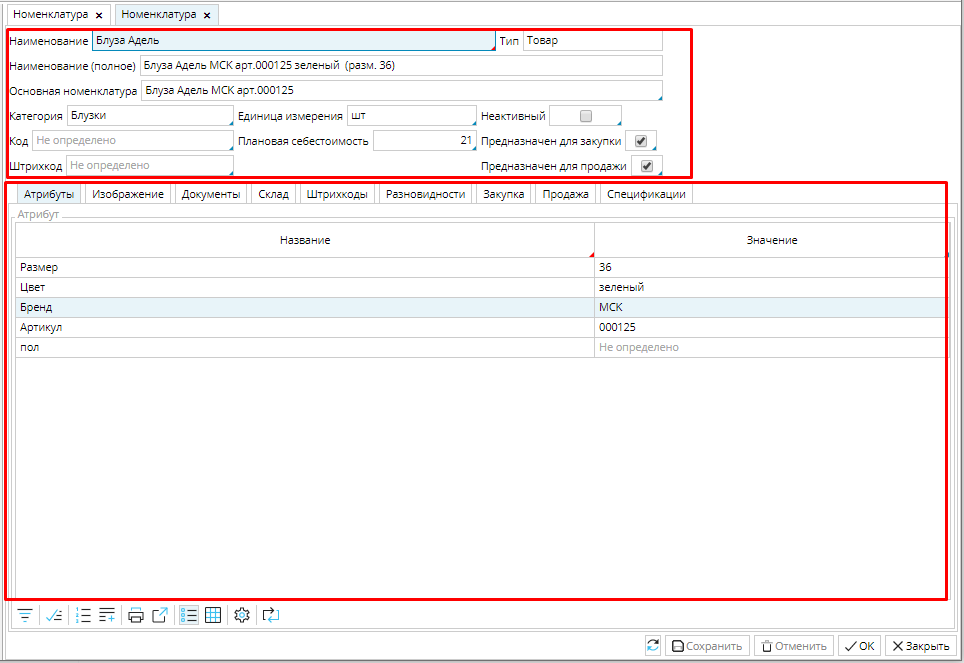 Номенклатура × Номенклатура ×
Наименование Блуза Адель Тип Товар
Наименование (полное) Блуза Адель МСК арт.000125 зеленый (разм. 36)
Основная номенклатура Блуза Адель МСК арт.000125
Категория Блузки Единица измерения шт Неактивный
Код Не определено Плановая себестоимость 21 Предназначен для закупки
Штрихкод Не определено Предназначен для продажи
Атрибуты Изображение Документы Склад Штрихкоды Разновидности Закупка Продажа Спецификации
Атрибут
Название Значение
Размер 36
Цвет зеленый
Бренд МСК
Артикул 000125
пол Не определено
Сохранить Отменить OK Закрыть